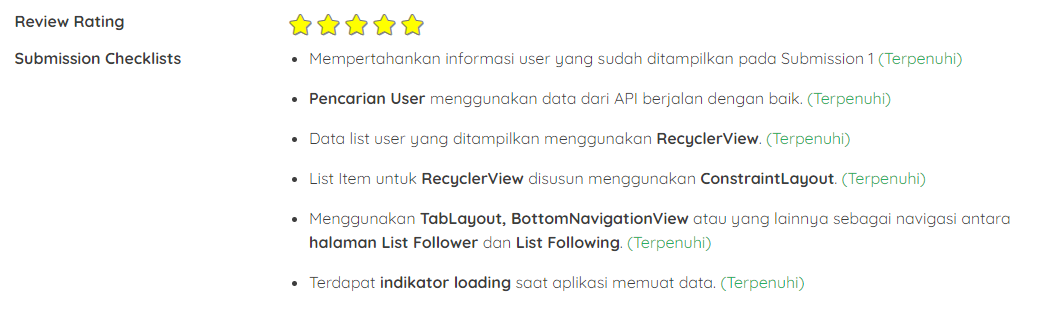 Review Rating
Submission Checklists
• Mempertahankan informasi user yang sudah ditampilkan pada Submission 1 (Terpenuhi)
• Pencarian User menggunakan data dari API berjalan dengan baik. (Terpenuhi)
• Data list user yang ditampilkan menggunakan RecyclerView. (Terpenuhi)
• List Item untuk RecyclerView disusun menggunakan ConstraintLayout. (Terpenuhi)
• Menggunakan TabLayout, BottomNavigationView atau yang lainnya sebagai navigasi antara
halaman List Follower dan List Following. (Terpenuhi)
• Terdapat indikator loading saat aplikasi memuat data. (Terpenuhi)